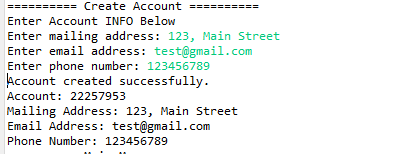 ========== Create Account ==========
Enter Account INFO Below
Enter mailing address: 123, Main Street
Enter email address: test@gmail.com
Enter phone number: 123456789
Account created successfully.
Account: 22257953
Mailing Address: 123, Main Street
Email Address: test@gmail.com
Phone Number: 123456789